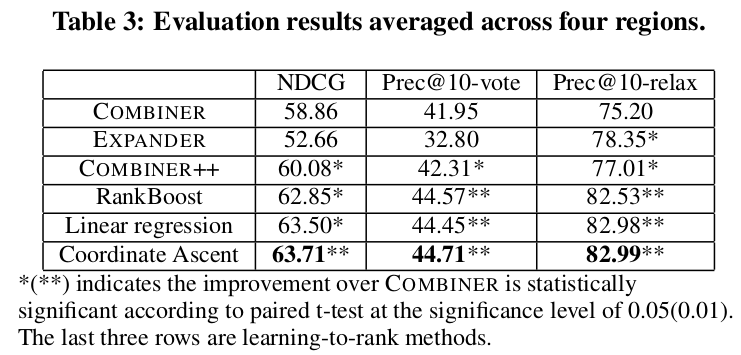 Table 3: Evaluation results averaged across four regions.
NDCG Prec@10-vote Prec@10-relax
COMBINER 58.86 41.95 75.20
EXPANDER 52.66 32.80 78.35*
COMBINER++ 60.08* 42.31* 77.01*
RankBoost 62.85* 44.57** 82.53**
Linear regression 63.50* 44.45** 82.98**
Coordinate Ascent 63.71** 44.71** 82.99**
*(**) indicates the improvement over COMBINER is statistically
significant according to paired t-test at the significance level of 0.05(0.01).
The last three rows are learning-to-rank methods.